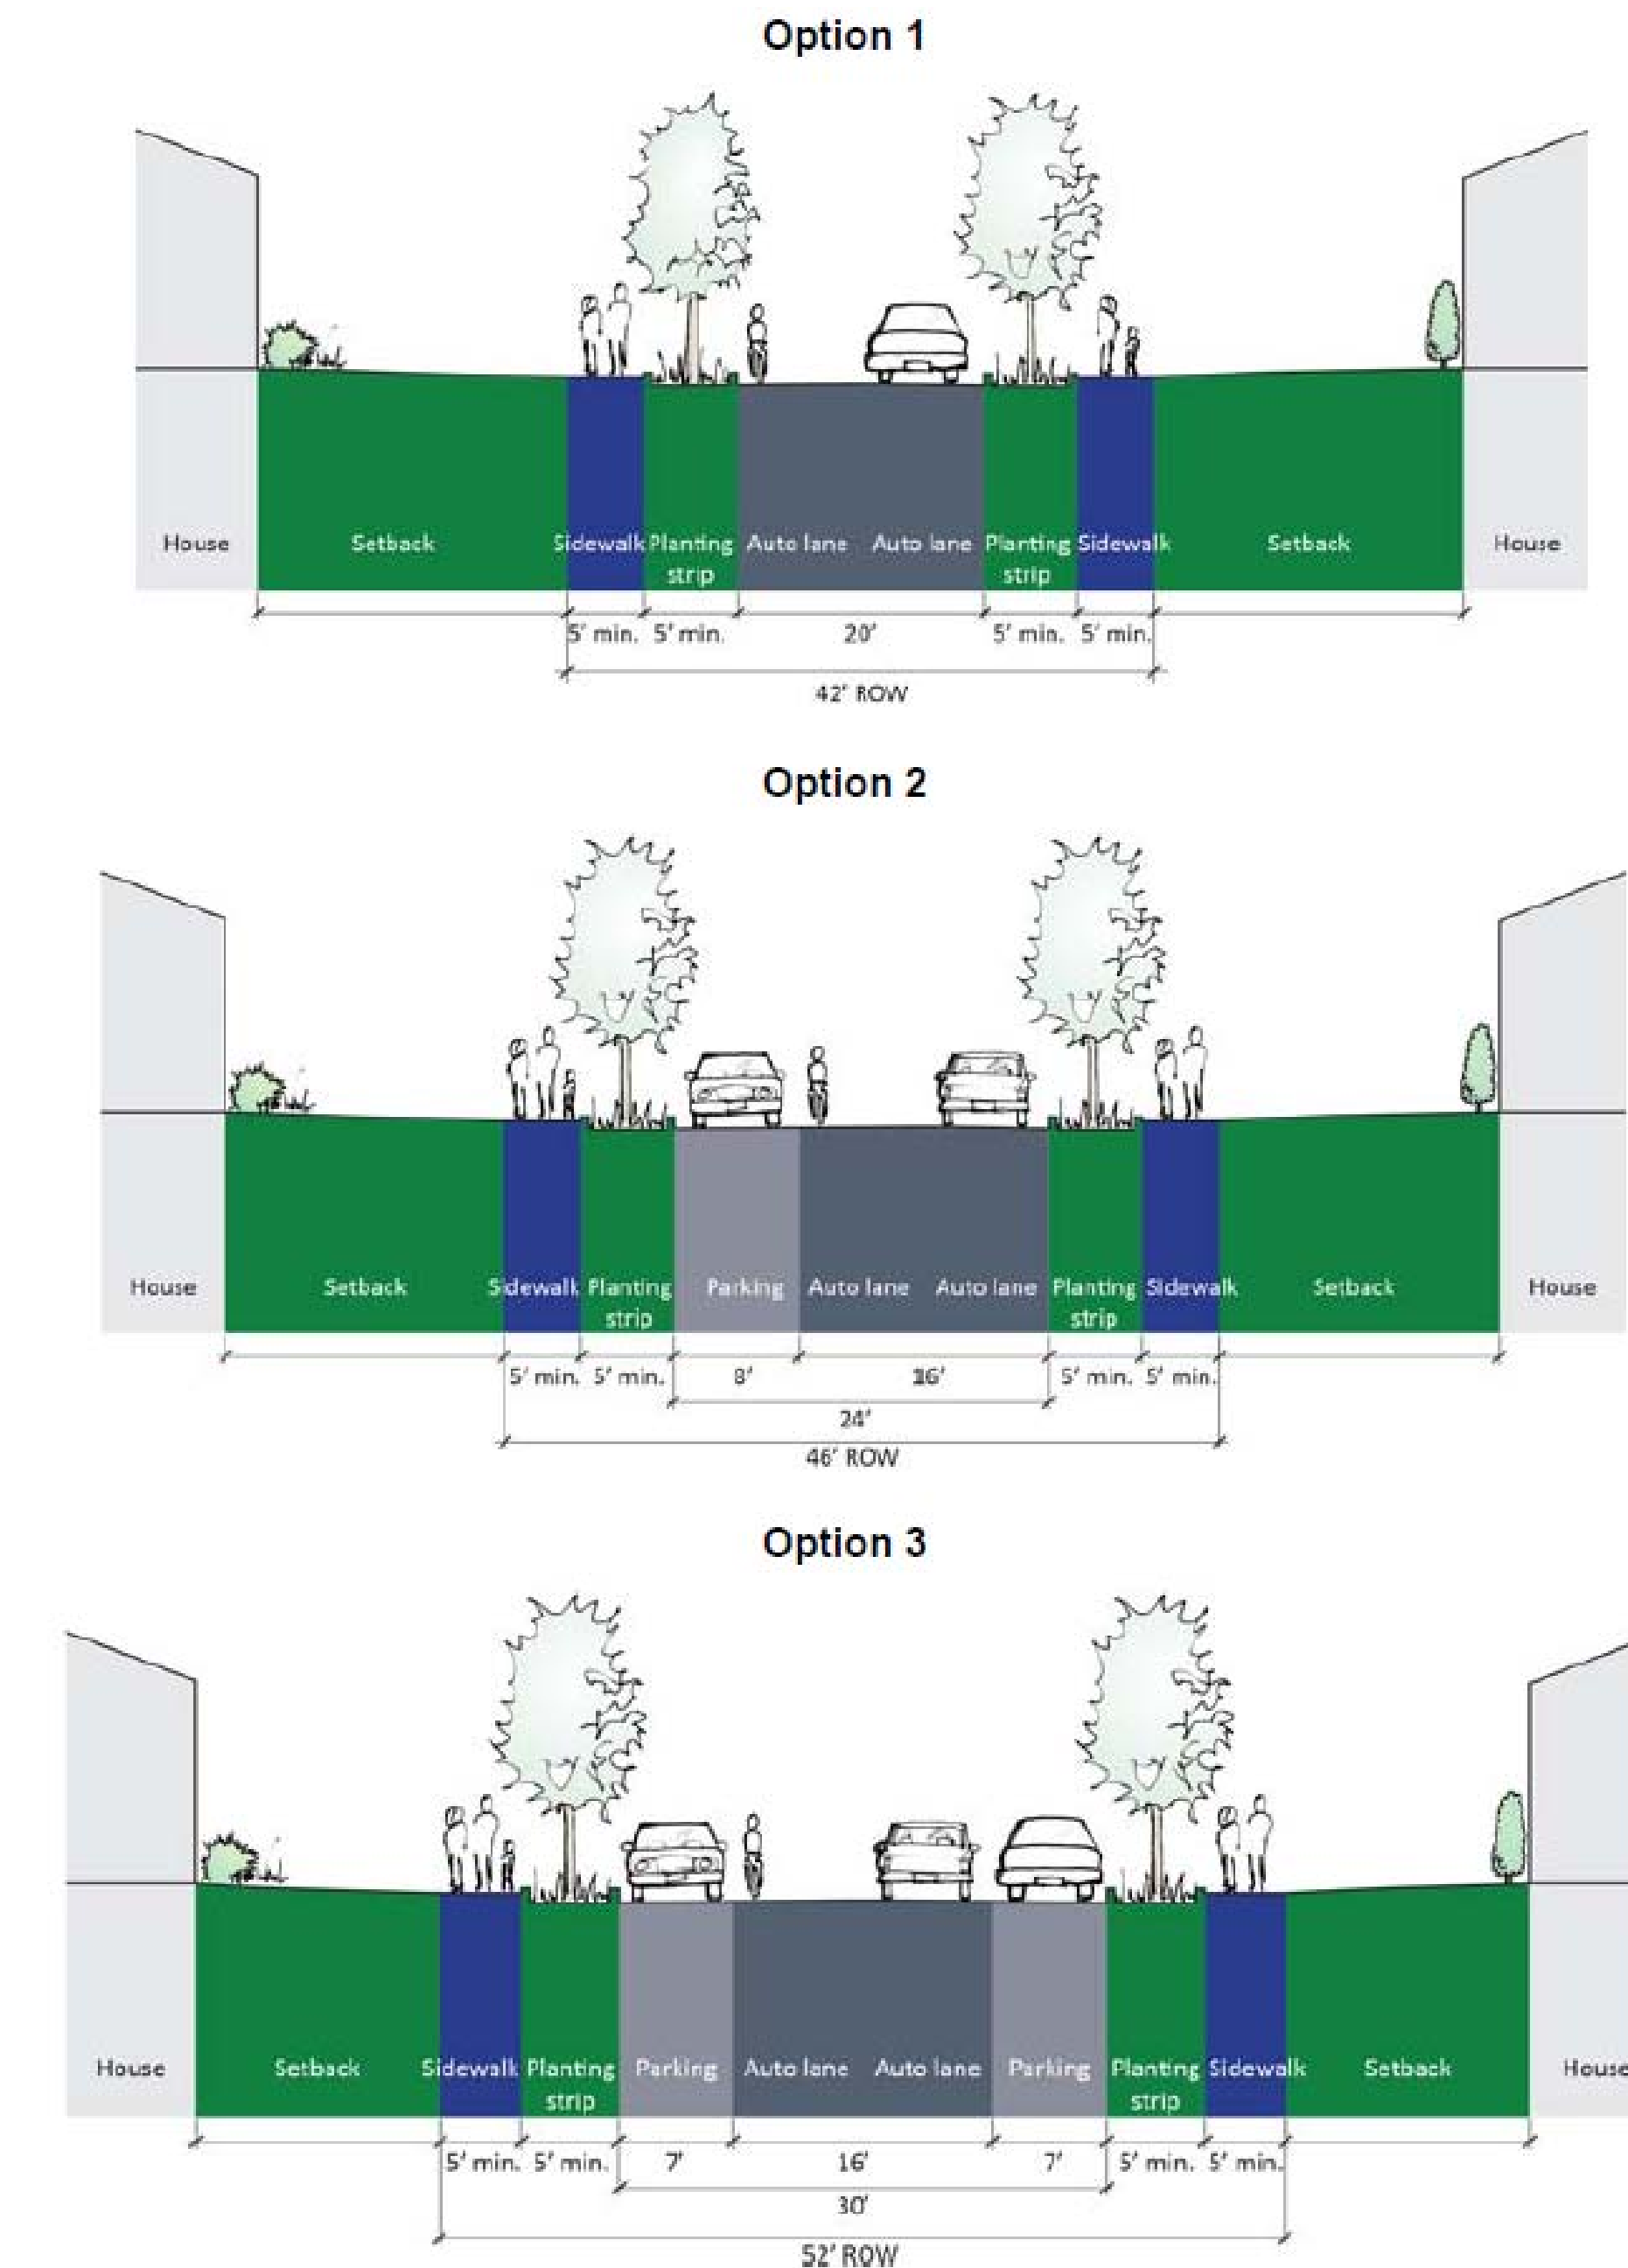 Option 1
House Setback Sidewalk Planting strip Auto lane Auto lane Planting strip Sidewalk Setback House
5' min. 5' min. 20' 5' min. 5' min.
42' ROW
Option 2
House Setback Sidewalk Planting strip Parking Auto lane Auto lane Planting strip Sidewalk Setback House
5' min. 5' min. 8' 16' 5' min. 5' min.
24'
46' ROW
Option 3
House Setback Sidewalk Planting strip Parking Auto lane Auto lane Parking Planting strip Sidewalk Setback House
5' min. 5' min. 7' 16' 7' 5' min. 5' min.
30'
52' ROW